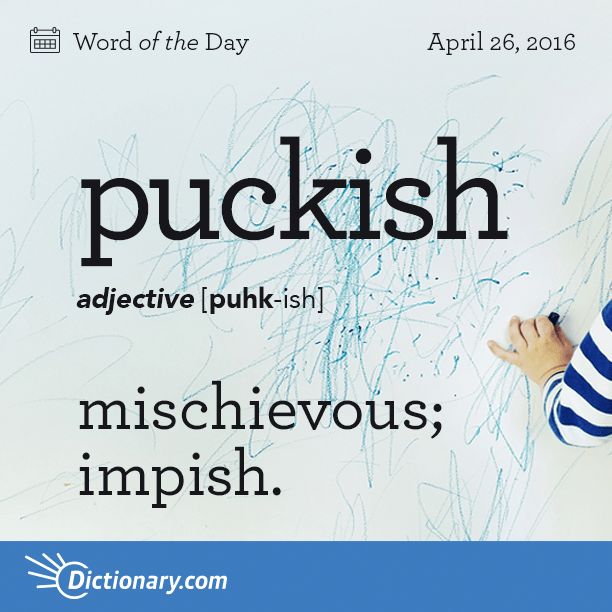 Word of the Day
April 26, 2016
puckish
adjective [puhk-ish]
mischievous;
impish.
Dictionary.com